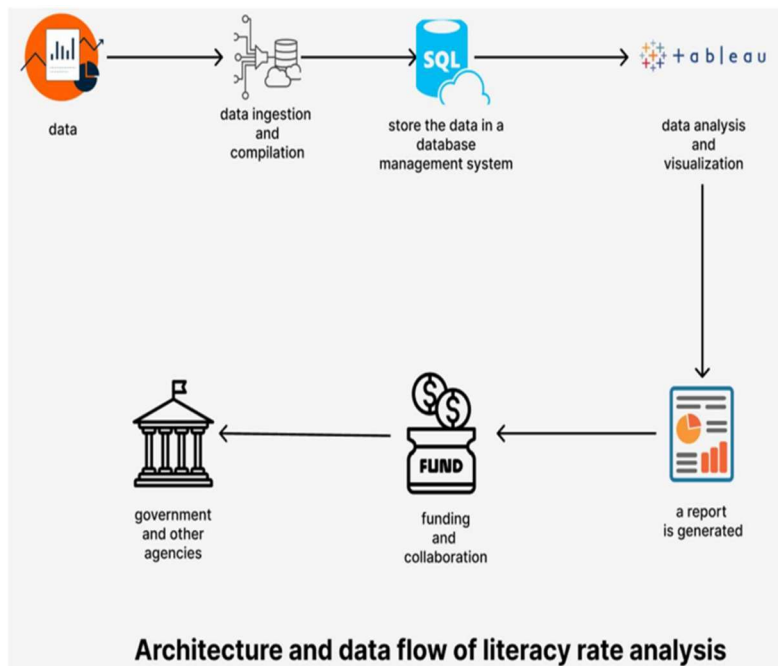 data
data ingestion
and
compilation
SQL
store the data in a
database
management system
+ a b l e a u
data analysis
and
visualization
government
and other
agencies
FUND
funding
and
collaboration
a report
is generated
Architecture and data flow of literacy rate analysis